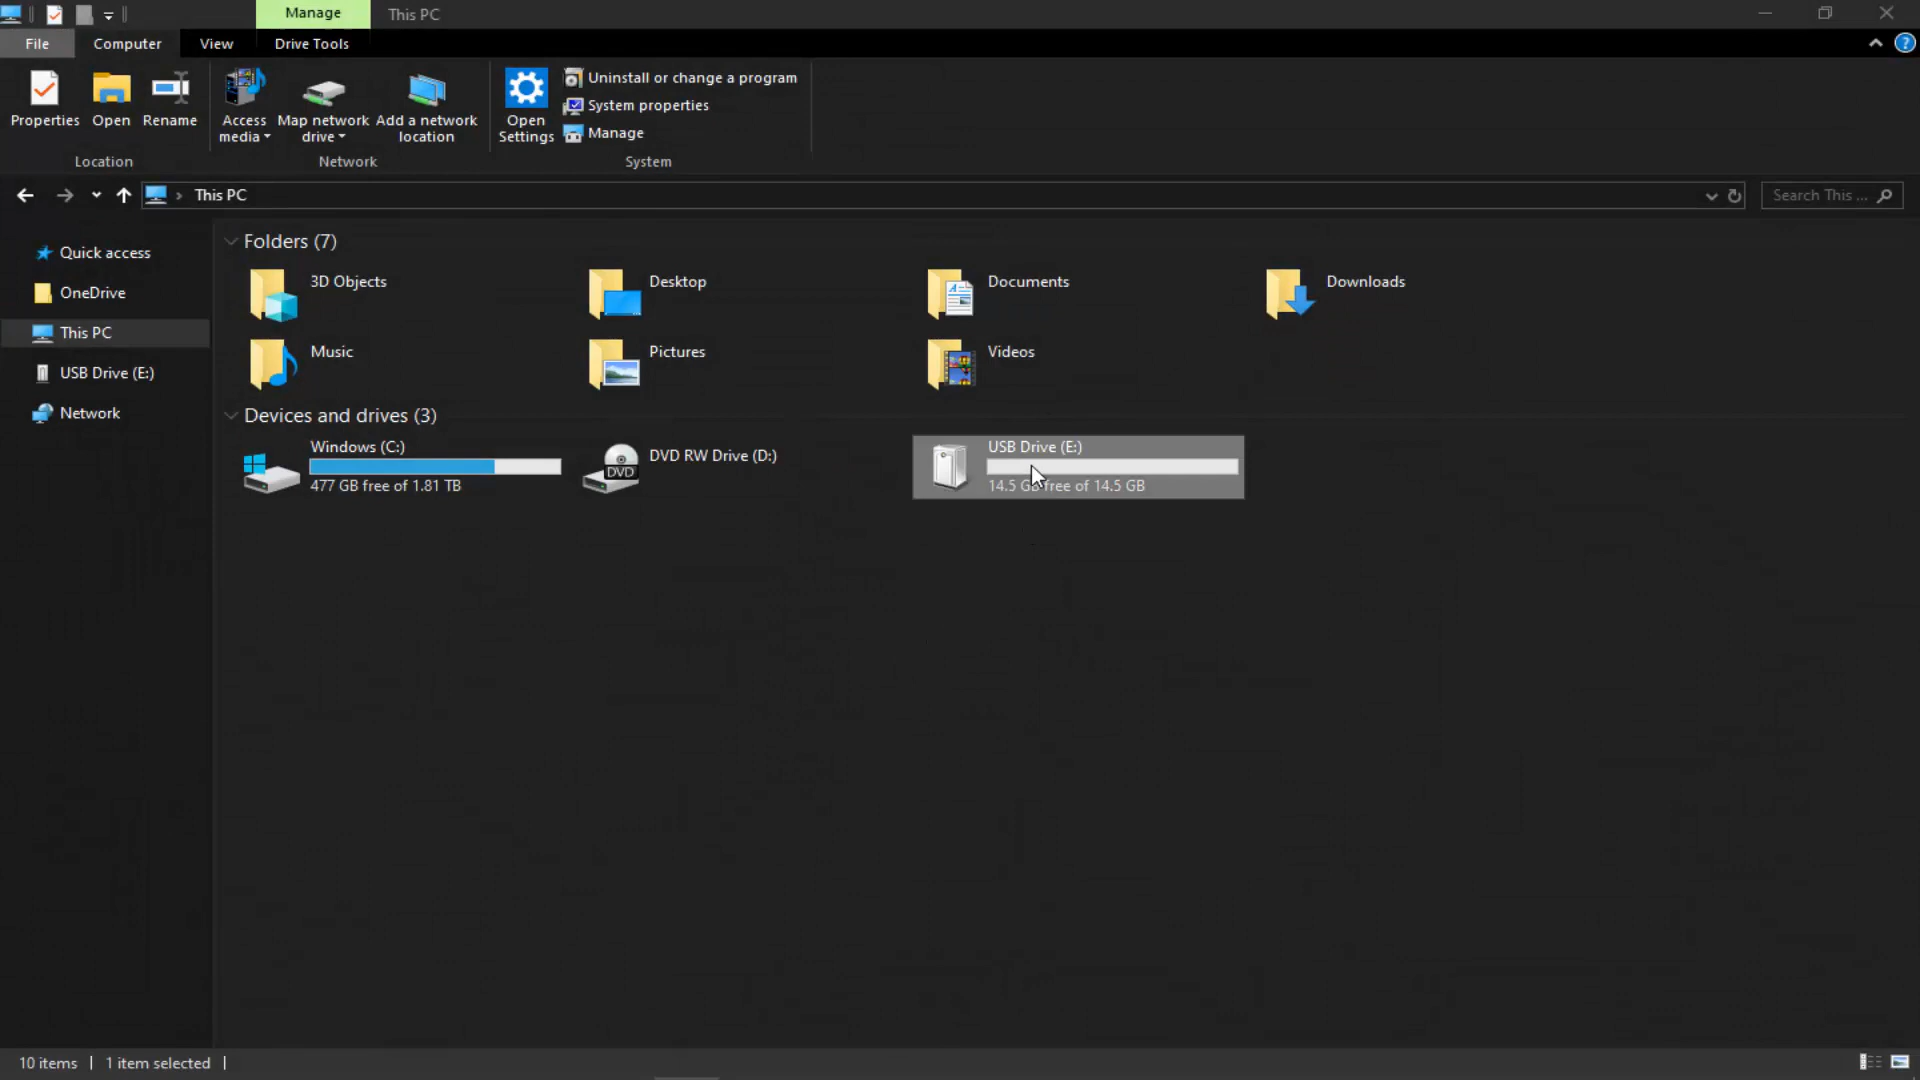 Manage
This PC
File
Computer
View
Drive Tools
Properties
Open
Rename
Access media
Map network drive
Add a network location
Open Settings
Uninstall or change a program
System properties
Manage
Location
Network
System
This PC
Search This ...
Quick access
OneDrive
This PC
USB Drive (E:)
Network
Folders (7)
3D Objects
Desktop
Documents
Downloads
Music
Pictures
Videos
Devices and drives (3)
Windows (C:)
477 GB free of 1.81 TB
DVD
DVD RW Drive (D:)
USB Drive (E:)
14.5 GB free of 14.5 GB
10 items
1 item selected